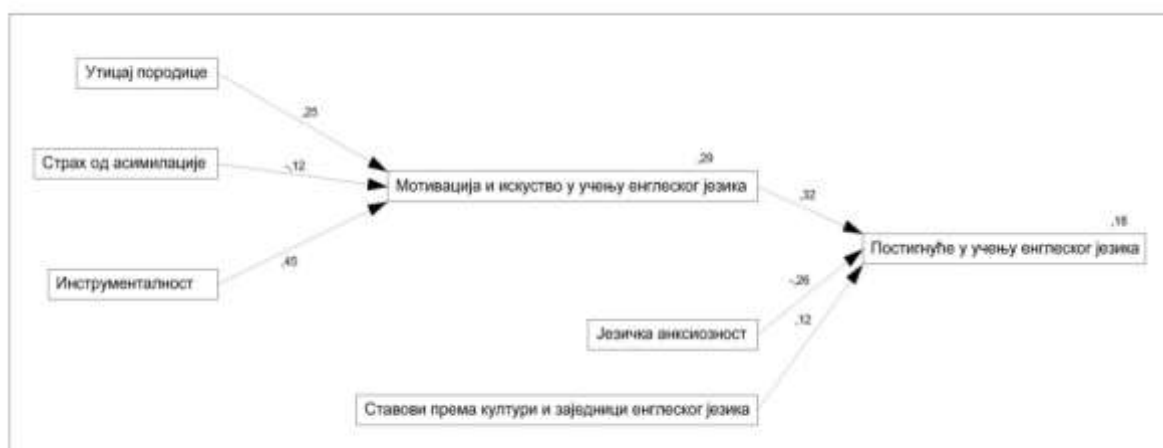 Утицај породице
,25
Страх од асимилације
-,12
,29
Мотивација и искуство у учењу енглеског језика
,32
,18
Постигнуће у учењу енглеског језика
Инструменталност
,45
-,26
Језичка анксиозност
,12
Ставови према култури и заједници енглеског језика